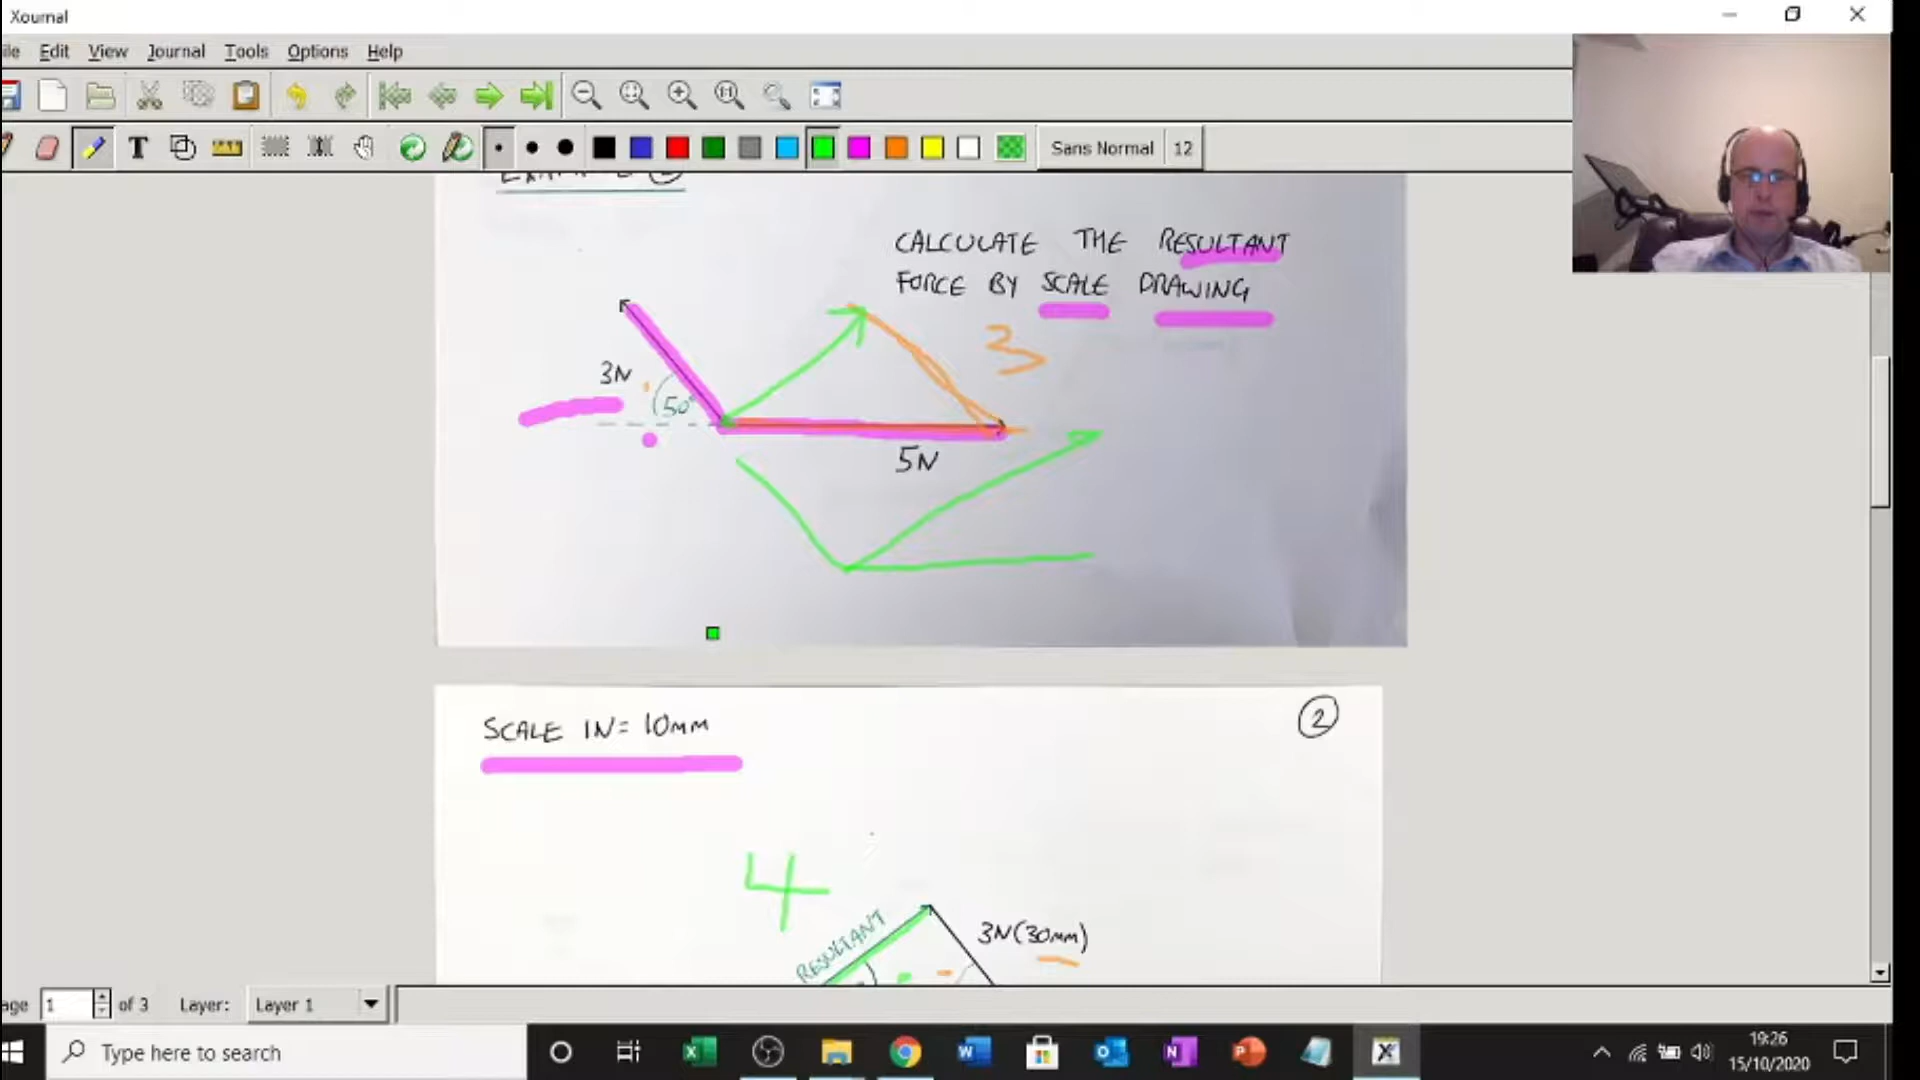 Xournal
ile Edit View Journal Tools Options Help
Sans Normal 12
CALCULATE THE RESULTANT
FORCE BY SCALE DRAWING
3
3N
50°
5N
SCALE 1N = 10mm
2
4
RESULTANT
3N (30mm)
age 1 of 3 Layer: Layer 1
Type here to search
19:26
15/10/2020